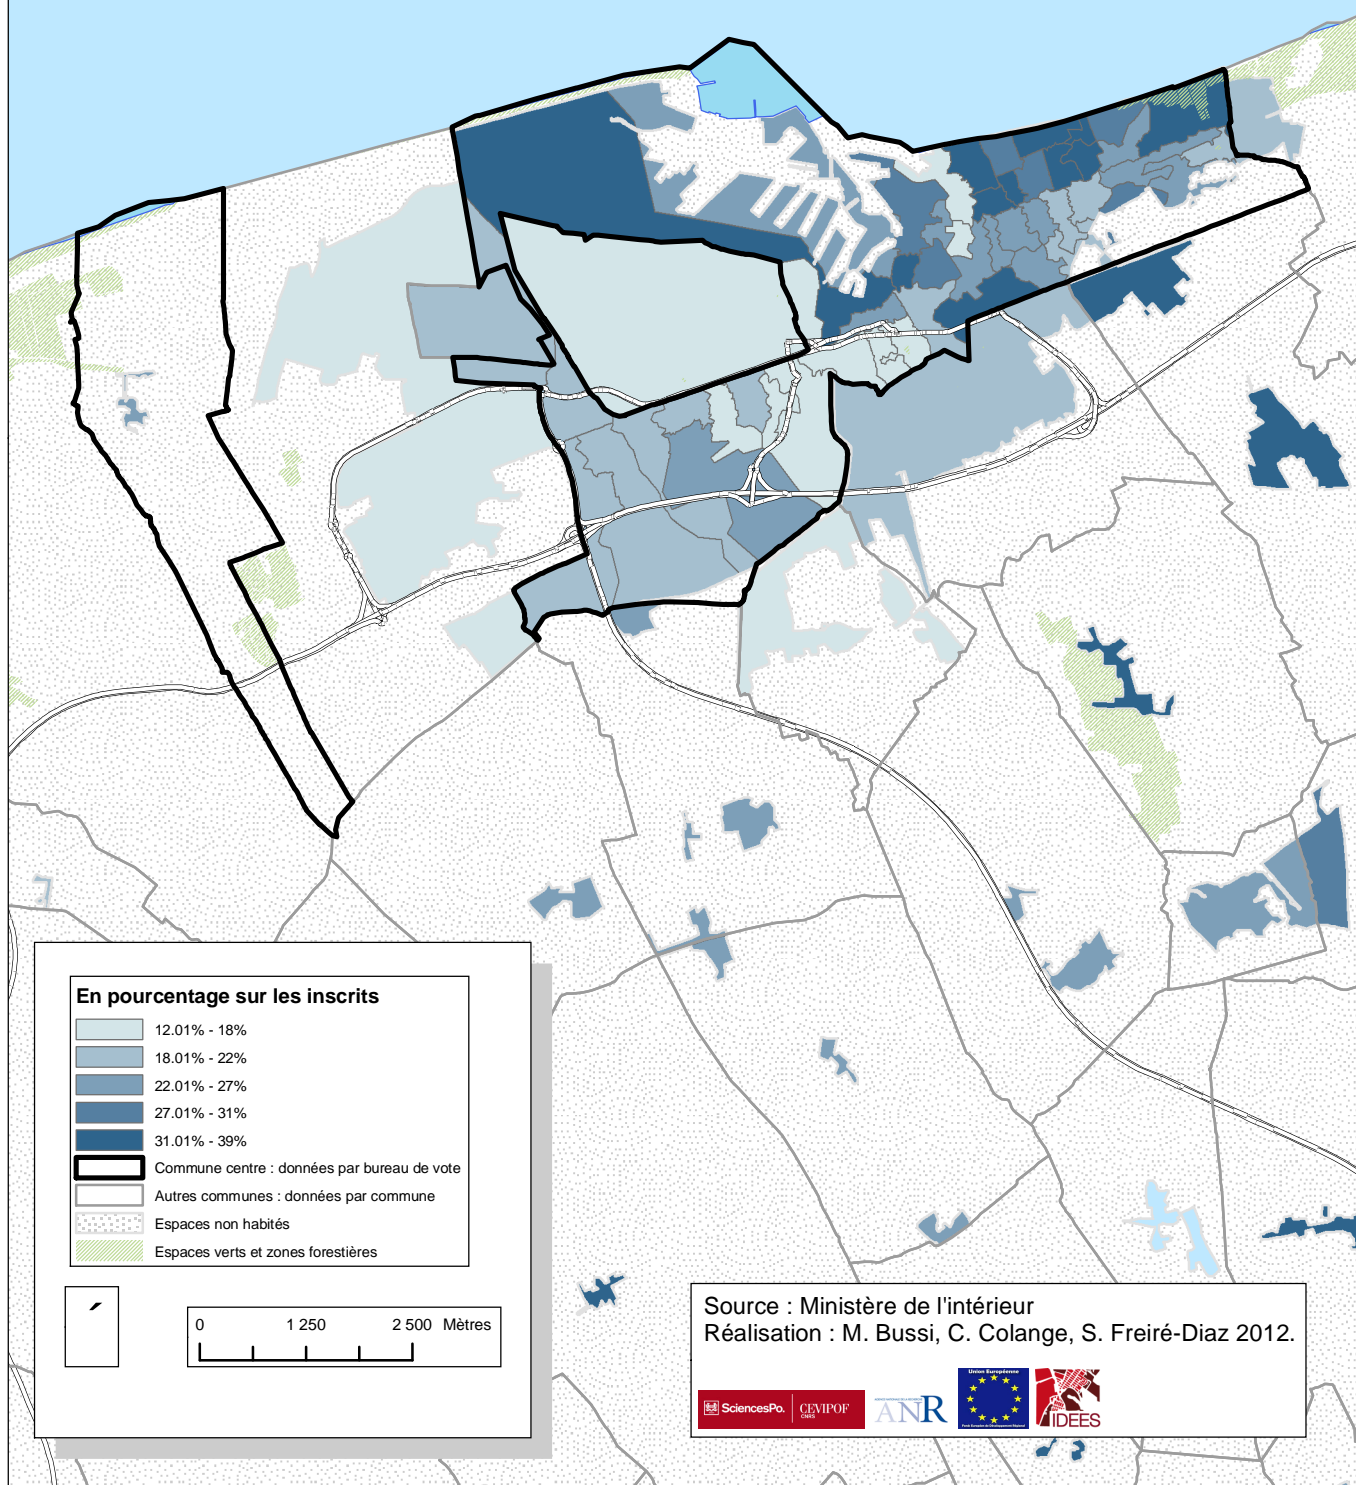 En pourcentage sur les inscrits
12.01% - 18%
18.01% - 22%
22.01% - 27%
27.01% - 31%
31.01% - 39%
Commune centre : données par bureau de vote
Autres communes : données par commune
Espaces non habités
Espaces verts et zones forestières
0 1 250 2 500 Mètres
Source : Ministère de l'intérieur
Réalisation : M. Bussi, C. Colange, S. Freiré-Diaz 2012.
SciencesPo. CEVIPOF
CNRS
ANR
Union Européenne
IDEES